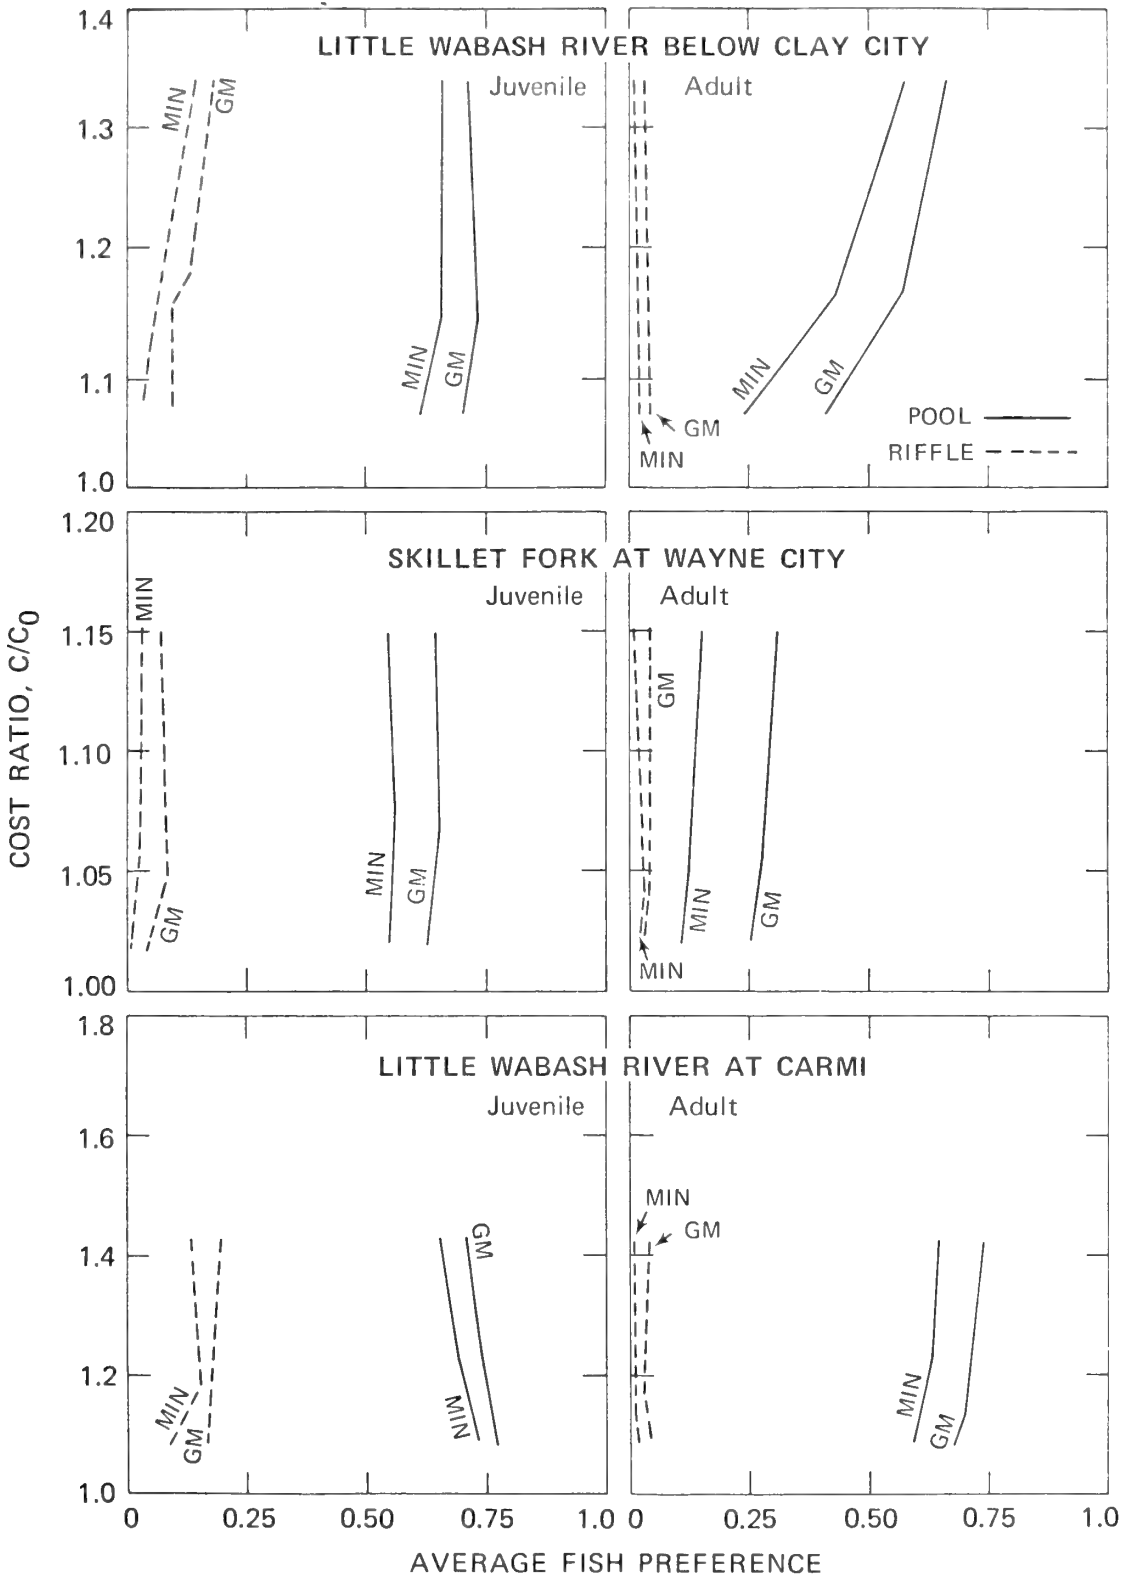 1.4
LITTLE WABASH RIVER BELOW CLAY CITY
Juvenile
Adult
MIN
GM
1.3
1.2
MIN
GM
MIN
GM
1.1
POOL
GM
RIFFLE
MIN
1.0
1.20
SKILLET FORK AT WAYNE CITY
Juvenile
Adult
MIN
1.15
GM
1.10
COST RATIO, C/C0
MIN
GM
1.05
MIN
GM
GM
MIN
1.00
1.8
LITTLE WABASH RIVER AT CARMI
Juvenile
Adult
1.6
MIN
GM
GM
1.4
1.2
MIN
GM
MIN
MIN
GM
1.0
0 0.25 0.50 0.75 1.0 0 0.25 0.50 0.75 1.0
AVERAGE FISH PREFERENCE